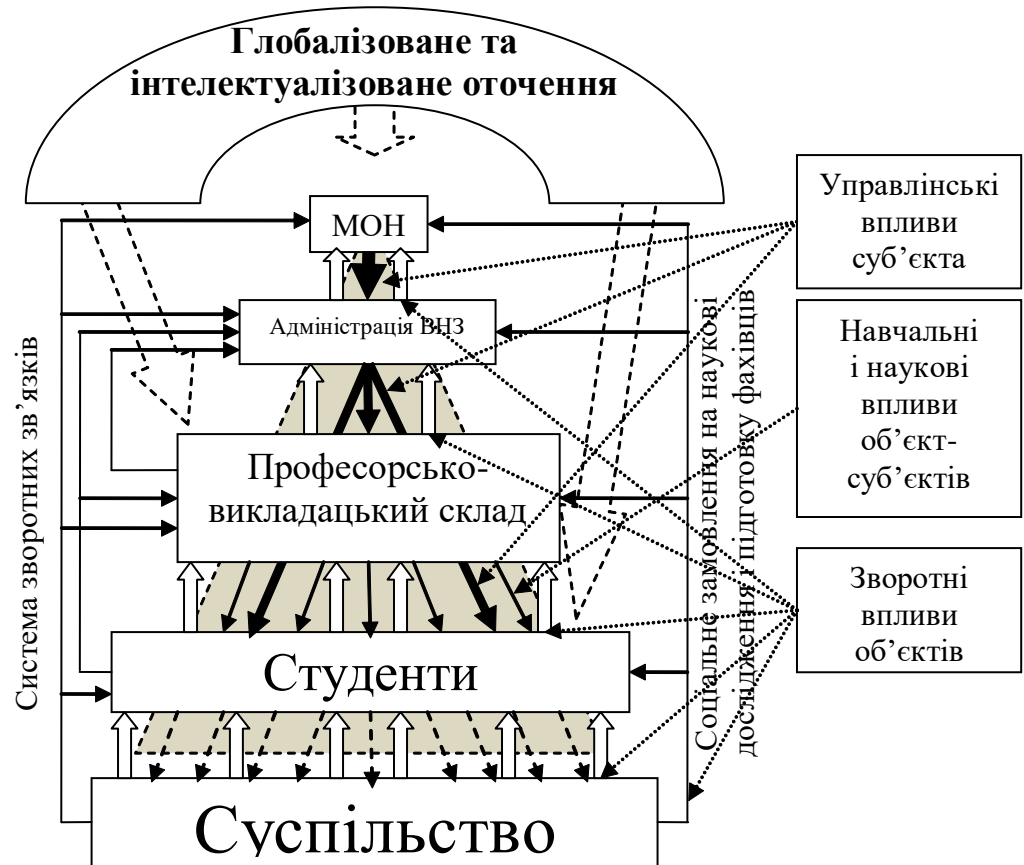 Глобалізоване та
інтелектуалізоване оточення
МОН
Адміністрація ВНЗ
Професорсько-
викладацький склад
Студенти
Суспільство
Система зворотних зв’язків
Соціальне замовлення на наукові
дослідження і підготовку фахівців
Управлінські
впливи
суб’єкта
Навчальні
і наукові
впливи
об’єкт-
суб’єктів
Зворотні
впливи
об’єктів